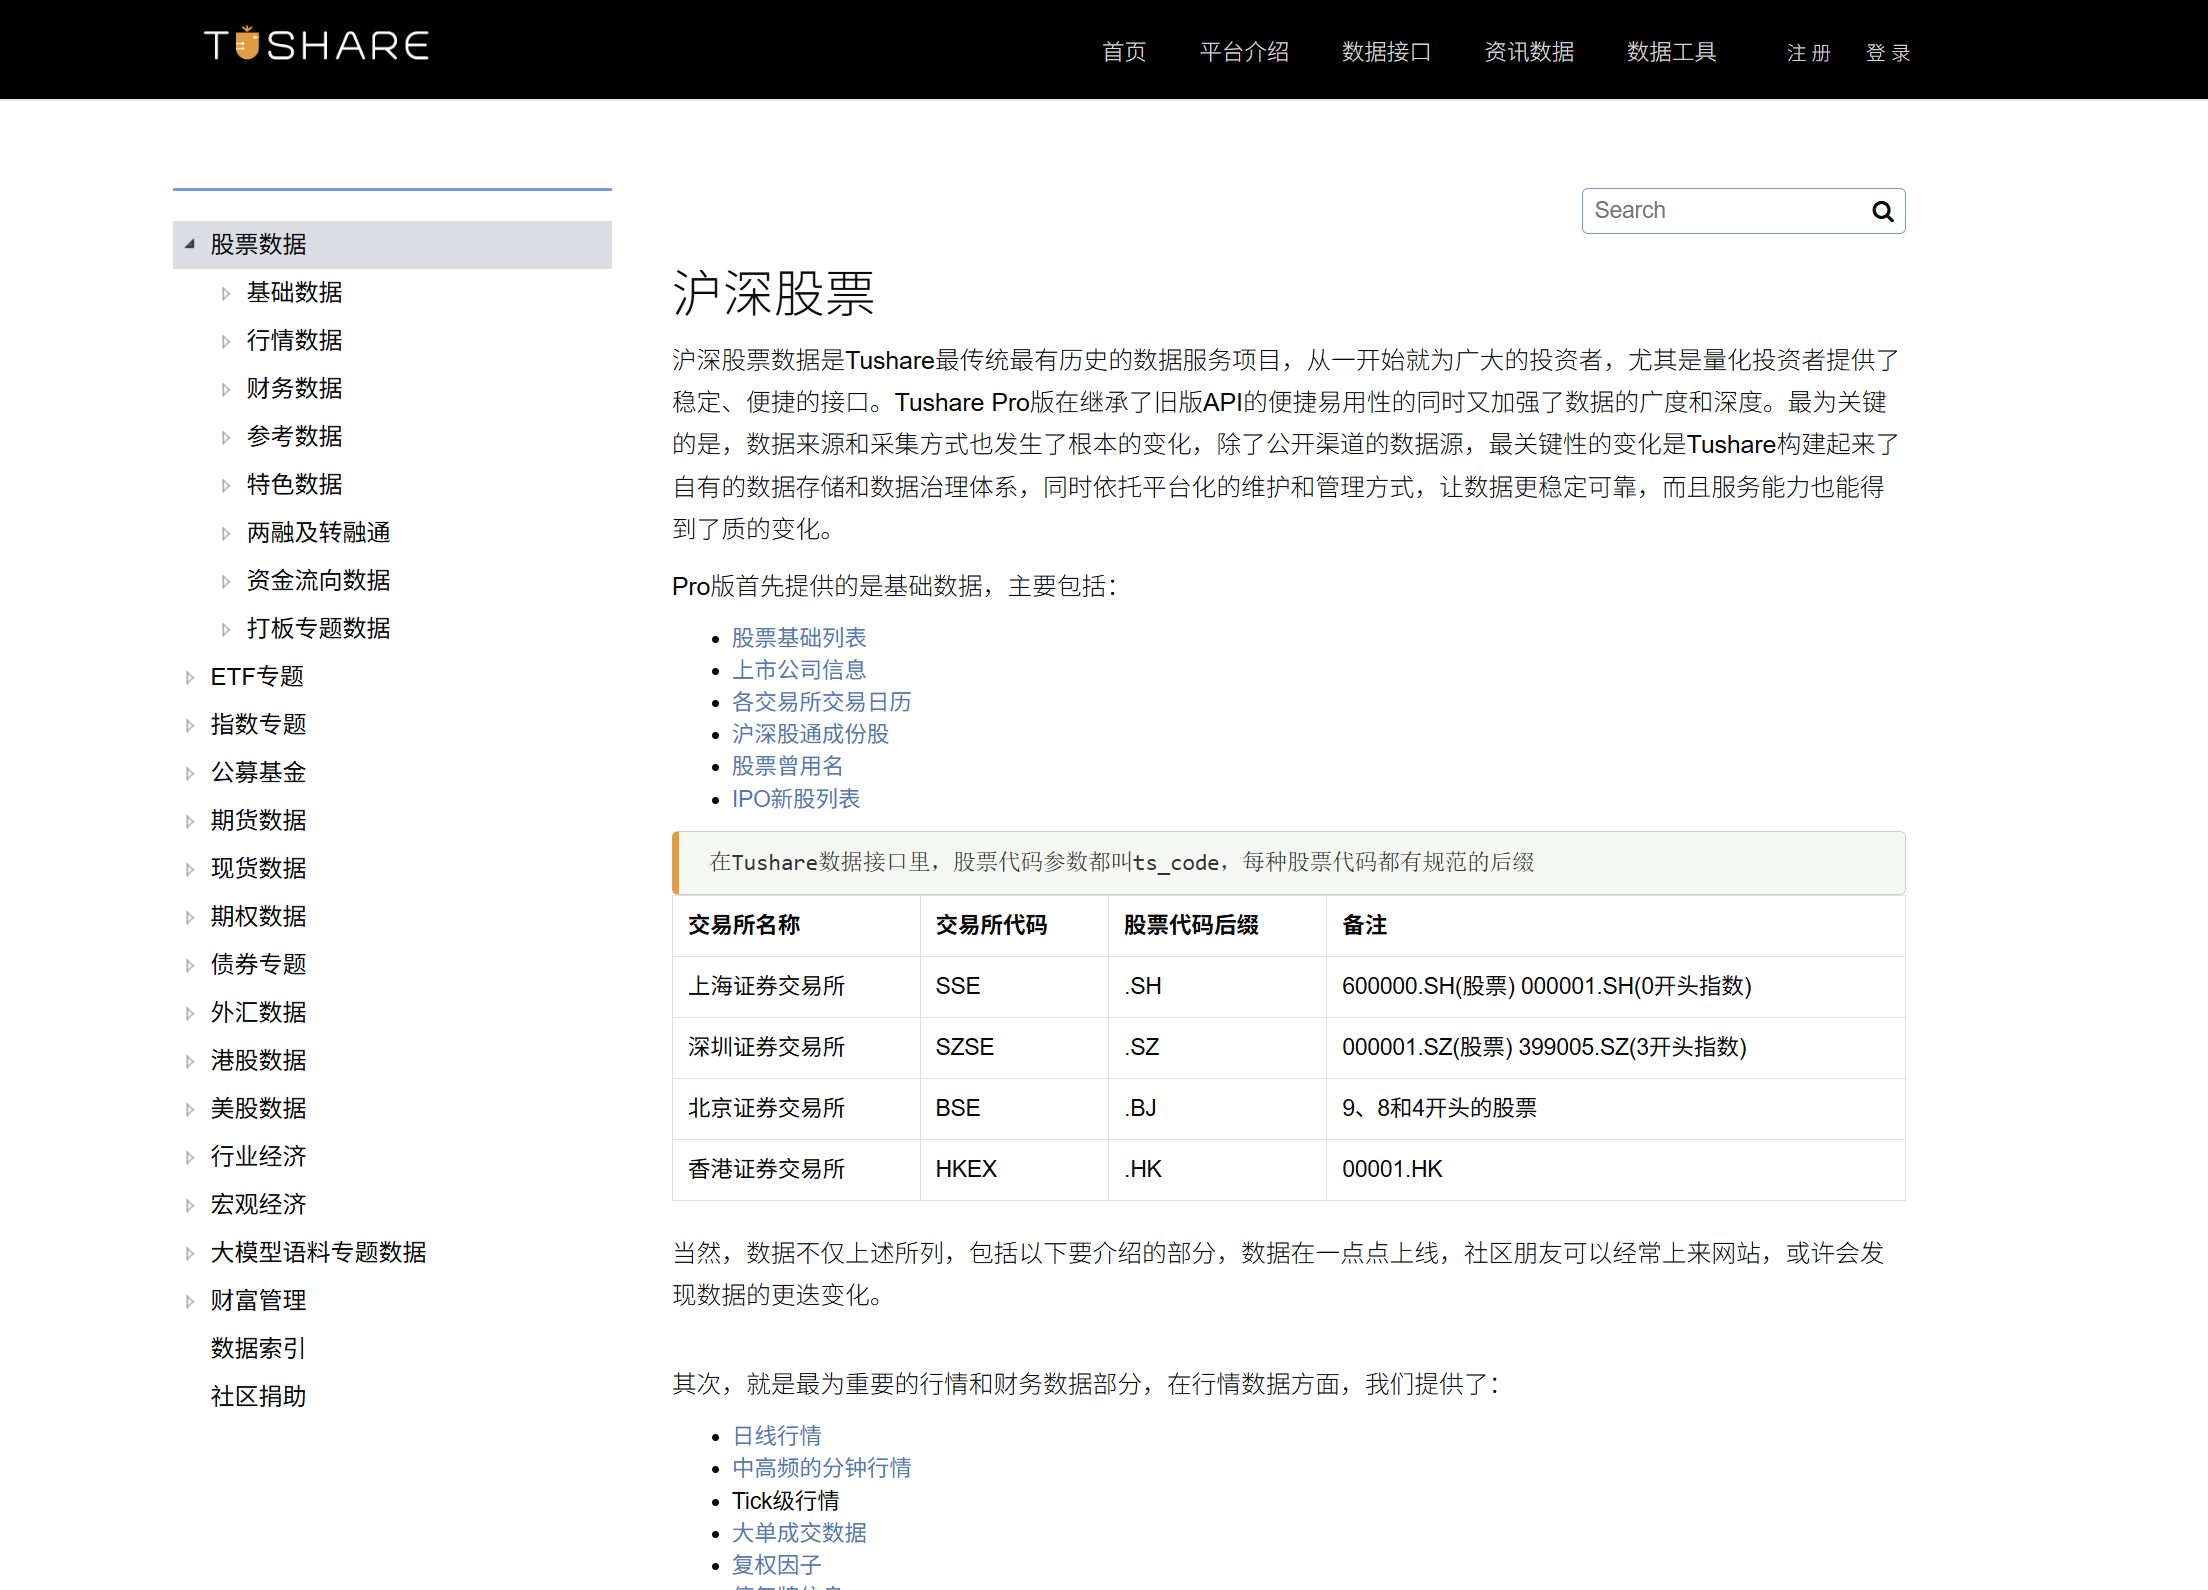 TUSHARE
首页 平台介绍 数据接口 资讯数据 数据工具 注册 登录
Search
股票数据
基础数据
行情数据
财务数据
参考数据
特色数据
两融及转融通
资金流向数据
打板专题数据
ETF专题
指数专题
公募基金
期货数据
现货数据
期权数据
债券专题
外汇数据
港股数据
美股数据
行业经济
宏观经济
大模型语料专题数据
财富管理
数据索引
社区捐助
沪深股票
沪深股票数据是Tushare最传统最有历史的数据服务项目，从一开始就为广大的投资者，尤其是量化投资者提供了
稳定、便捷的接口。Tushare Pro版在继承了旧版API的便捷易用性的同时又加强了数据的广度和深度。最为关键
的是，数据来源和采集方式也发生了根本的变化，除了公开渠道的数据源，最关键性的变化是Tushare构建起来了
自有的数据存储和数据治理体系，同时依托平台化的维护和管理方式，让数据更稳定可靠，而且服务能力也能得
到了质的变化。
Pro版首先提供的是基础数据，主要包括：
股票基础列表
上市公司信息
各交易所交易日历
沪深股通成份股
股票曾用名
IPO新股列表
在Tushare数据接口里，股票代码参数都叫ts_code，每种股票代码都有规范的后缀
交易所名称 交易所代码 股票代码后缀 备注
上海证券交易所 SSE .SH 600000.SH(股票) 000001.SH(0开头指数)
深圳证券交易所 SZSE .SZ 000001.SZ(股票) 399005.SZ(3开头指数)
北京证券交易所 BSE .BJ 9、8和4开头的股票
香港证券交易所 HKEX .HK 00001.HK
当然，数据不仅上述所列，包括以下要介绍的部分，数据在一点点上线，社区朋友可以经常上来网站，或许会发
现数据的更迭变化。
其次，就是最为重要的行情和财务数据部分，在行情数据方面，我们提供了：
日线行情
中高频的分钟行情
Tick级行情
大单成交数据
复权因子